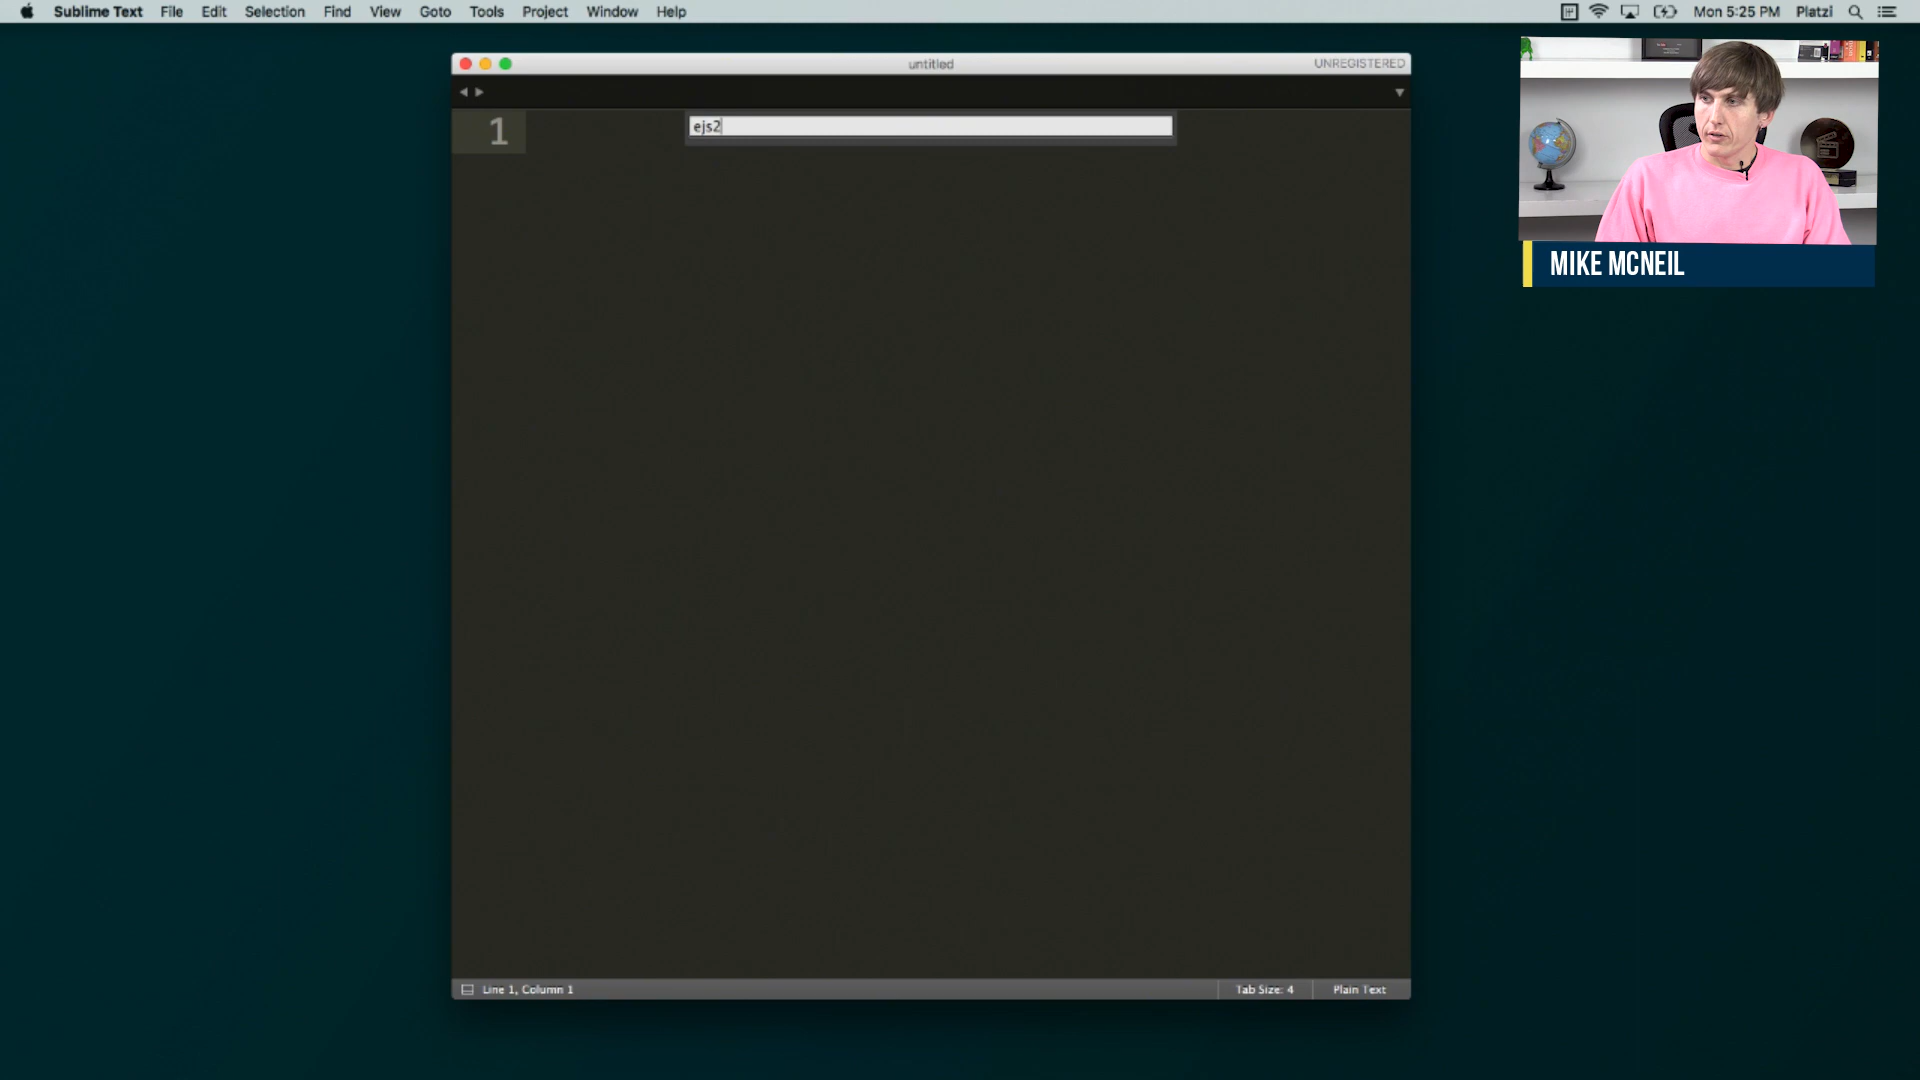 Sublime Text File Edit Selection Find View Goto Tools Project Window Help Mon 5:25 PM Platzi
untitled UNREGISTERED
1 ejs2
MIKE MCNEIL
Line 1, Column 1 Tab Size: 4 Plain Text